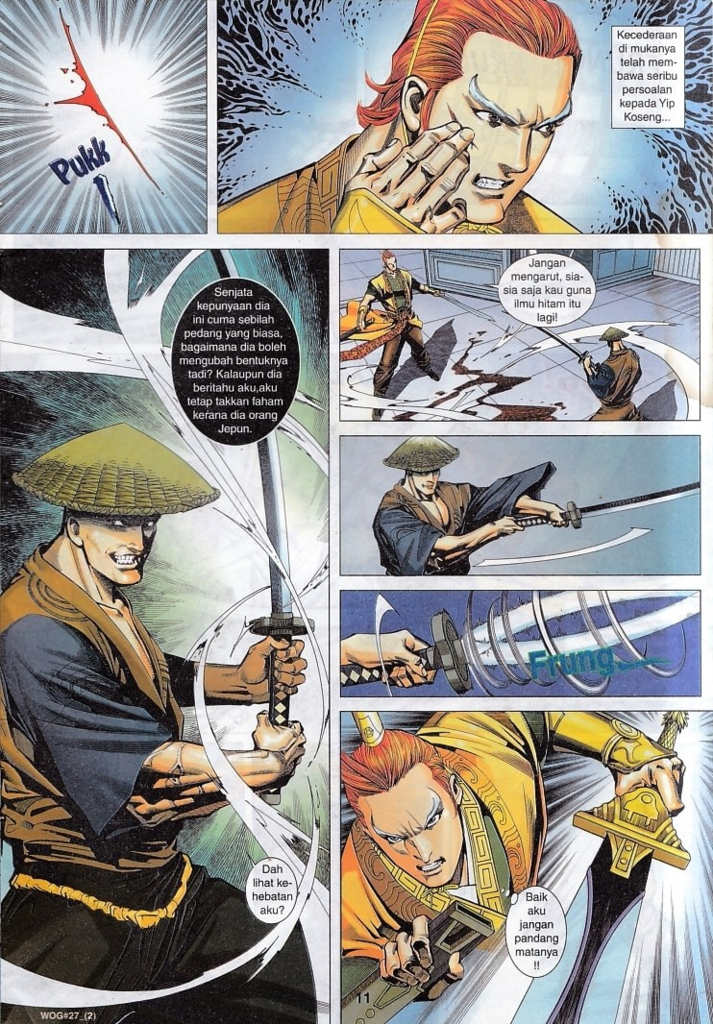 Pukk
!
Kecederaan
di mukanya
telah mem-
bawa seribu
persoalan
kepada Yip
Koseng...
Senjata
kepunyaan dia
ini cuma sebilah
pedang yang biasa,
bagaimana dia boleh
mengubah bentuknya
tadi? Kalaupun dia
beritahu aku,aku
tetap takkan faham
kerana dia orang
Jepun.
Dah
lihat ke-
hebatan
aku?
Jangan
mengarut, sia-
sia saja kau guna
ilmu hitam itu
lagi!
Frung......
Baik
aku
jangan
pandang
matanya
!!
WOG#27_(2)
11